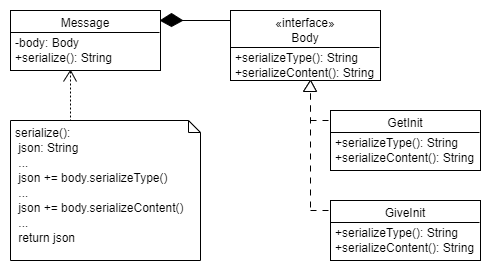 Message
-body: Body
+serialize(): String
«interface»
Body
+serializeType(): String
+serializeContent(): String
serialize():
json: String
...
json += body.serializeType()
...
json += body.serializeContent()
...
return json
GetInit
+serializeType(): String
+serializeContent(): String
GiveInit
+serializeType(): String
+serializeContent(): String